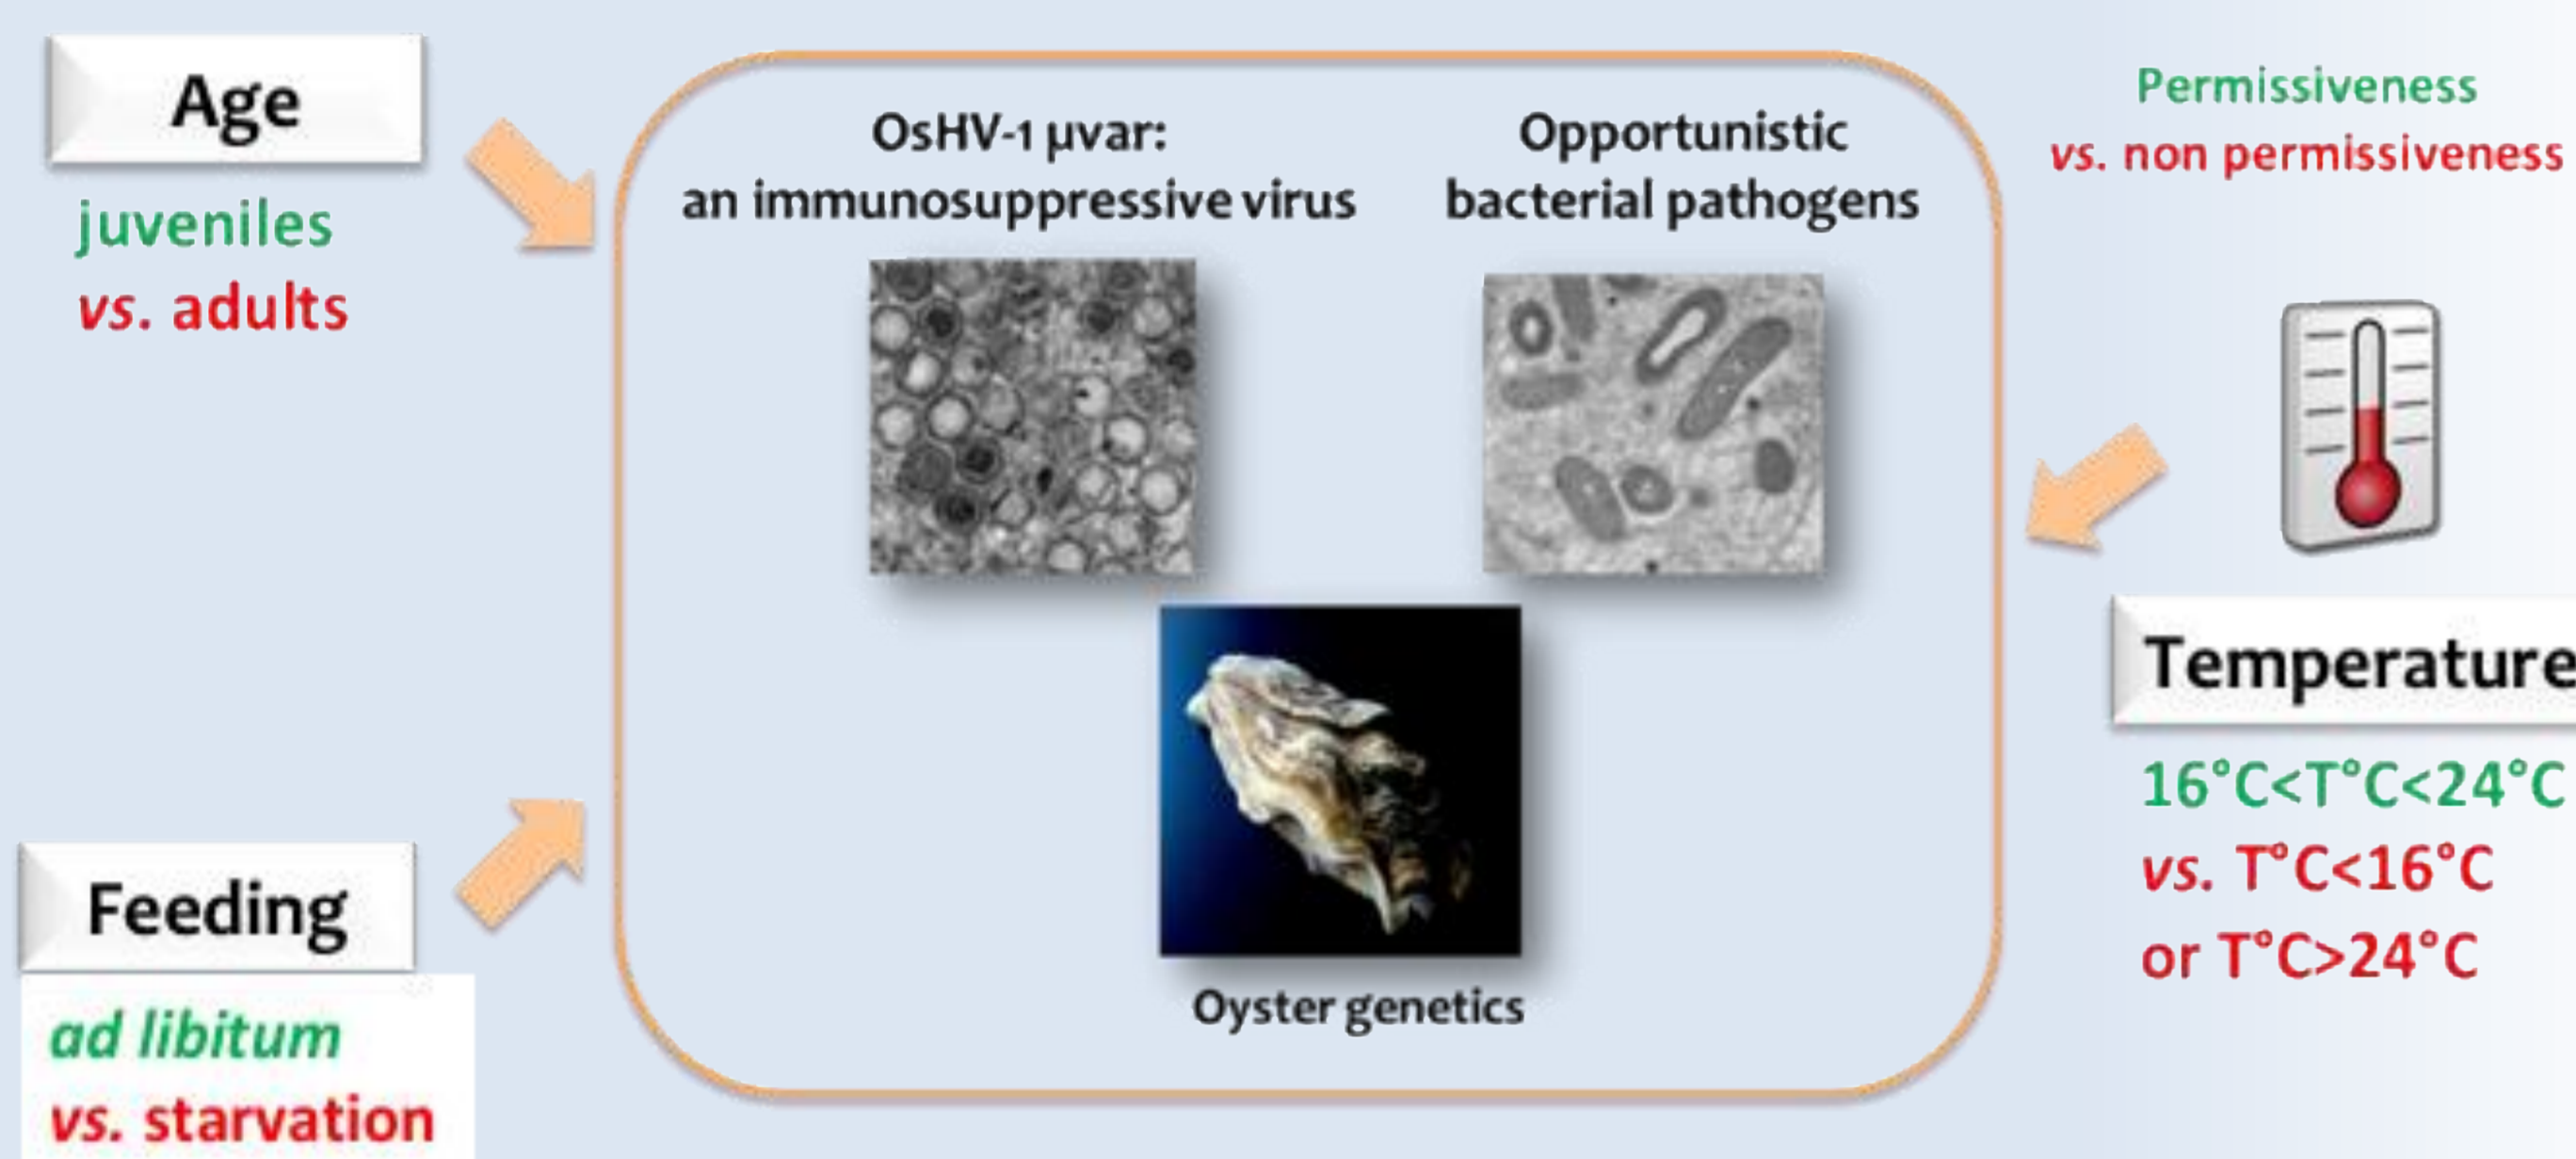 Age
juveniles
vs. adults
OsHV-1 µvar:
an immunosuppressive virus
Opportunistic
bacterial pathogens
Permissiveness
vs. non permissiveness
Temperature
16°C<T°C<24°C
vs. T°C<16°C
or T°C>24°C
Feeding
ad libitum
vs. starvation
Oyster genetics